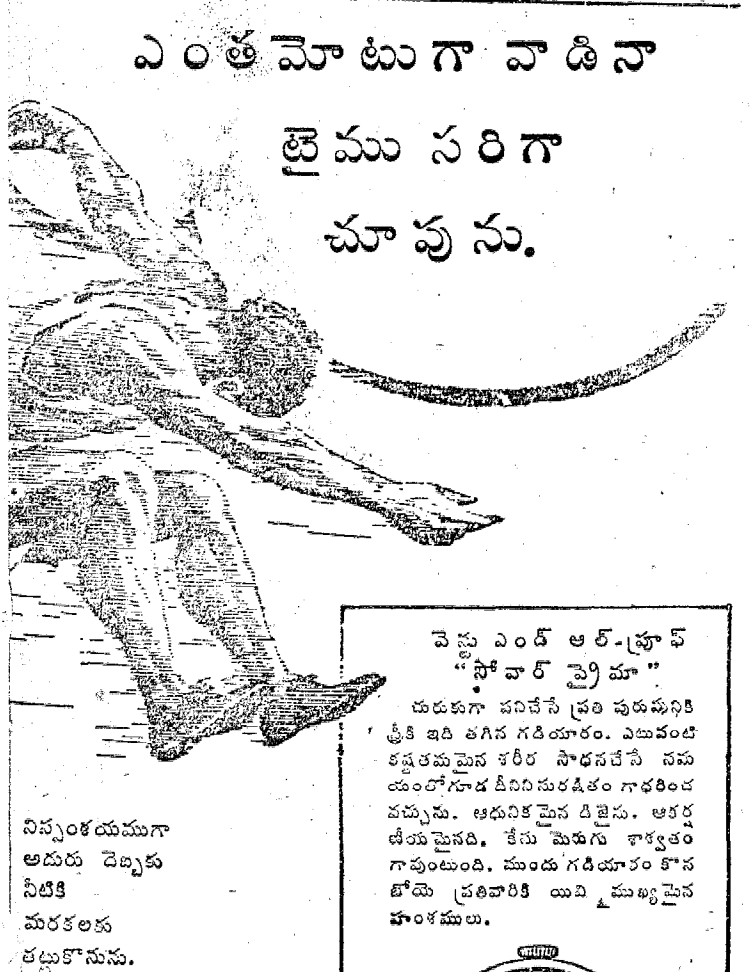 ఎంతమోటుగా వాడినా
టైము సరిగా
చూపును.
నిస్సంశయముగా
అదురు దెబ్బకు
నీటికి
మరకలకు
తట్టుకొనును.
వెస్టు ఎండ్ ఆల్-ప్రూఫ్
“సోవార్ ప్రైమా”
చురుకుగా పనిచేసే ప్రతి పురుషునికి
స్త్రీకి ఇది తగిన గడియారం. ఎటువంటి
కష్టతమమైన శరీర సాధనచేసే సమ
యంలోగూడ దీనిని సురక్షితం గాధరించ
వచ్చును. ఆధునికమైన డిజైను. ఆకర్ష
ణీయమైనది. కేసు మెరుగు శాశ్వతం
గావుంటుంది. ముందు గడియారం కొన
బోయె ప్రతివారికి యివి ముఖ్యమైన
హంశములు.